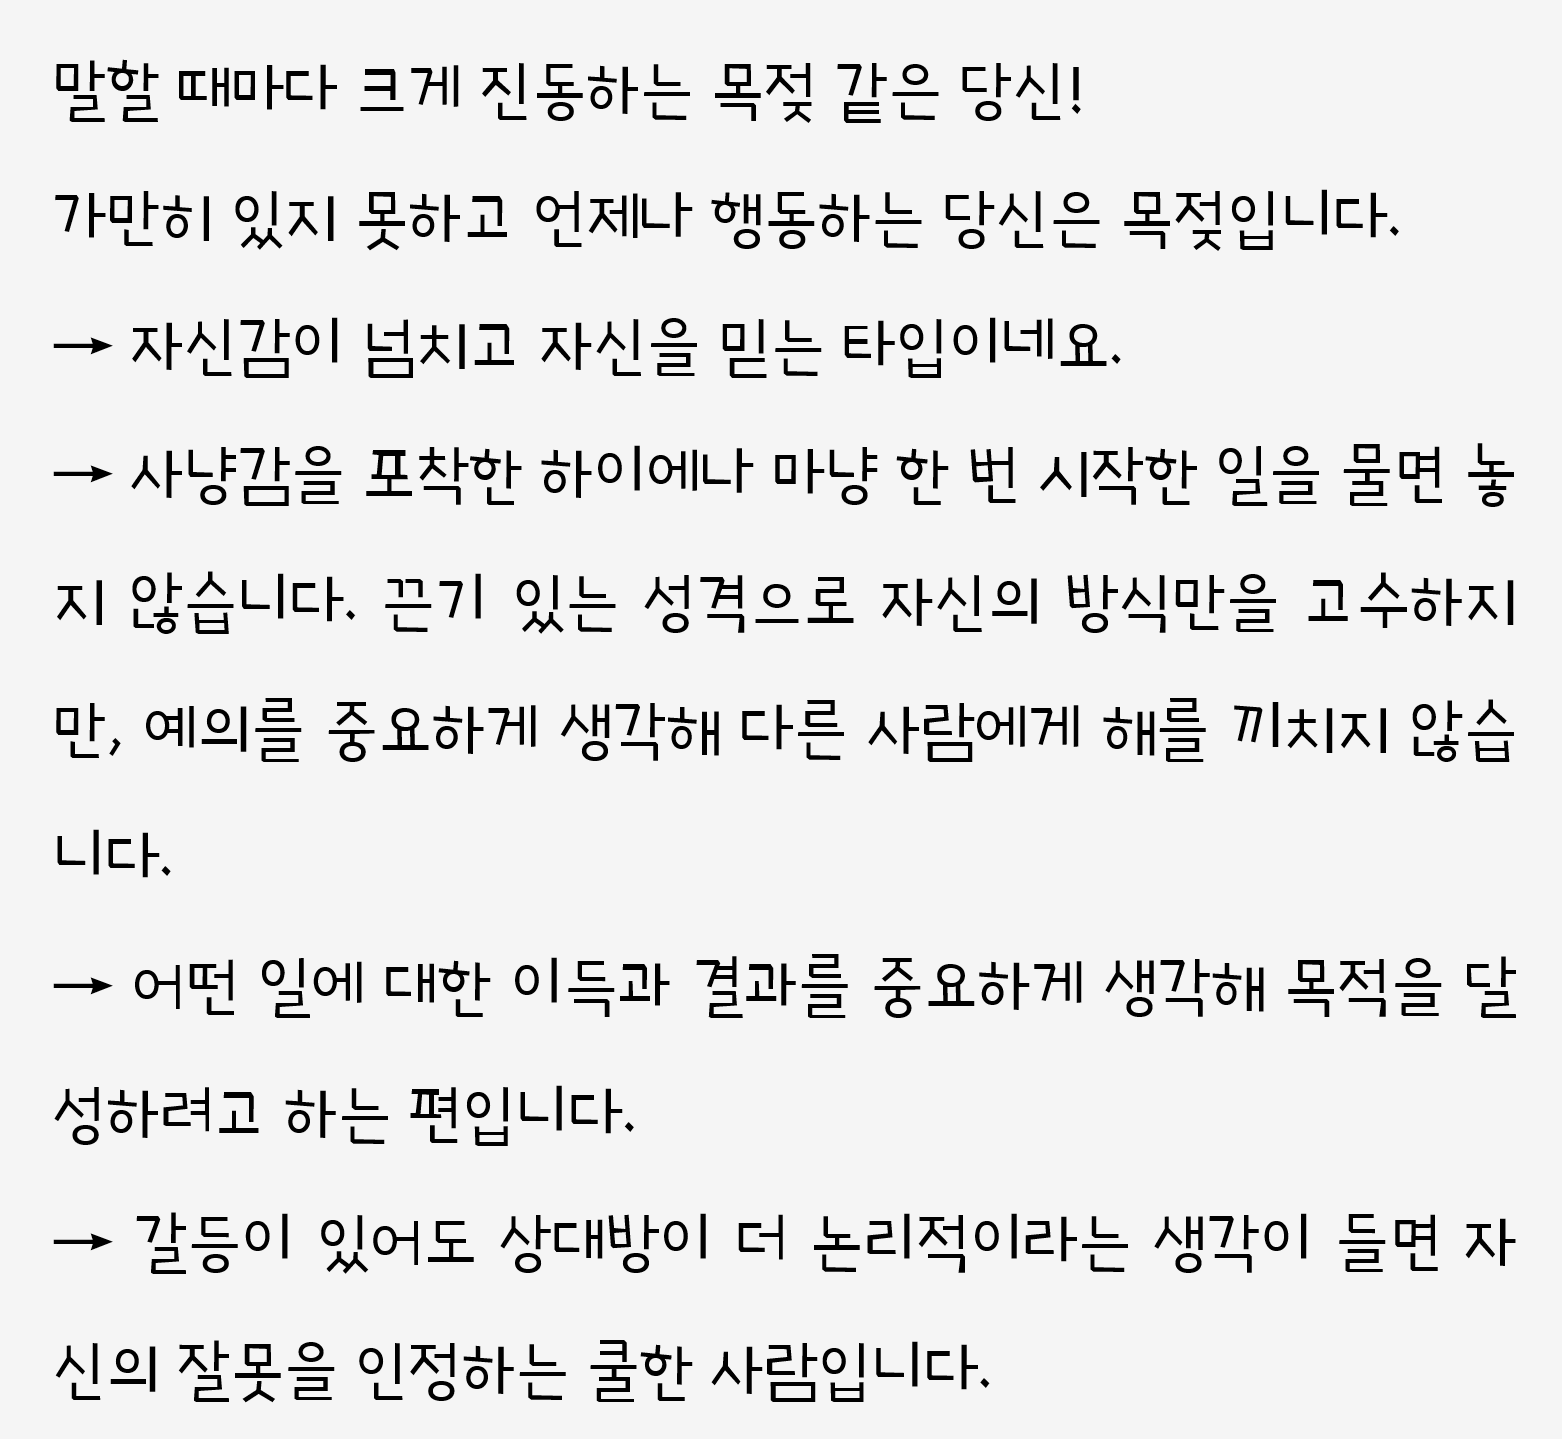 말할 때마다 크게 진동하는 목젖 같은 당신!
가만히 있지 못하고 언제나 행동하는 당신은 목젖입니다.
→ 자신감이 넘치고 자신을 믿는 타입이네요.
→ 사냥감을 포착한 하이에나 마냥 한 번 시작한 일을 물면 놓
지 않습니다. 끈기 있는 성격으로 자신의 방식만을 고수하지
만, 예의를 중요하게 생각해 다른 사람에게 해를 끼치지 않습
니다.
→ 어떤 일에 대한 이득과 결과를 중요하게 생각해 목적을 달
성하려고 하는 편입니다.
→ 갈등이 있어도 상대방이 더 논리적이라는 생각이 들면 자
신의 잘못을 인정하는 쿨한 사람입니다.